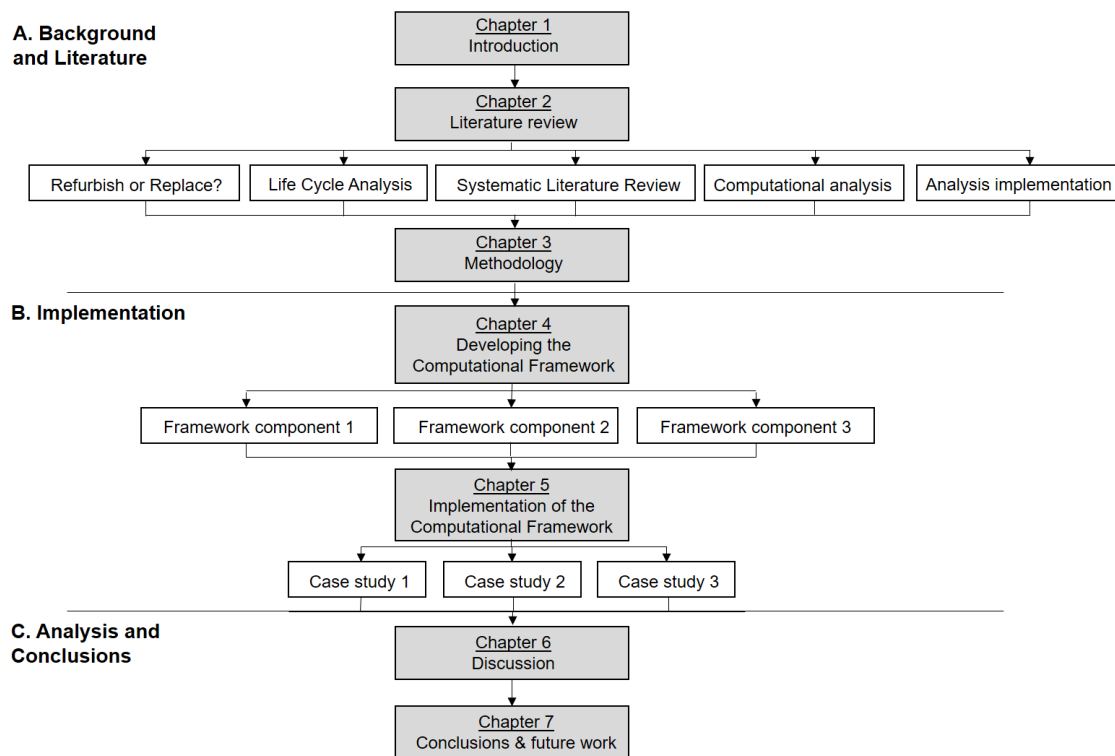 A. Background
and Literature
Chapter 1
Introduction
Chapter 2
Literature review
Refurbish or Replace?
Life Cycle Analysis
Systematic Literature Review
Computational analysis
Analysis implementation
Chapter 3
Methodology
B. Implementation
Chapter 4
Developing the
Computational Framework
Framework component 1
Framework component 2
Framework component 3
Chapter 5
Implementation of the
Computational Framework
Case study 1
Case study 2
Case study 3
C. Analysis and
Conclusions
Chapter 6
Discussion
Chapter 7
Conclusions & future work